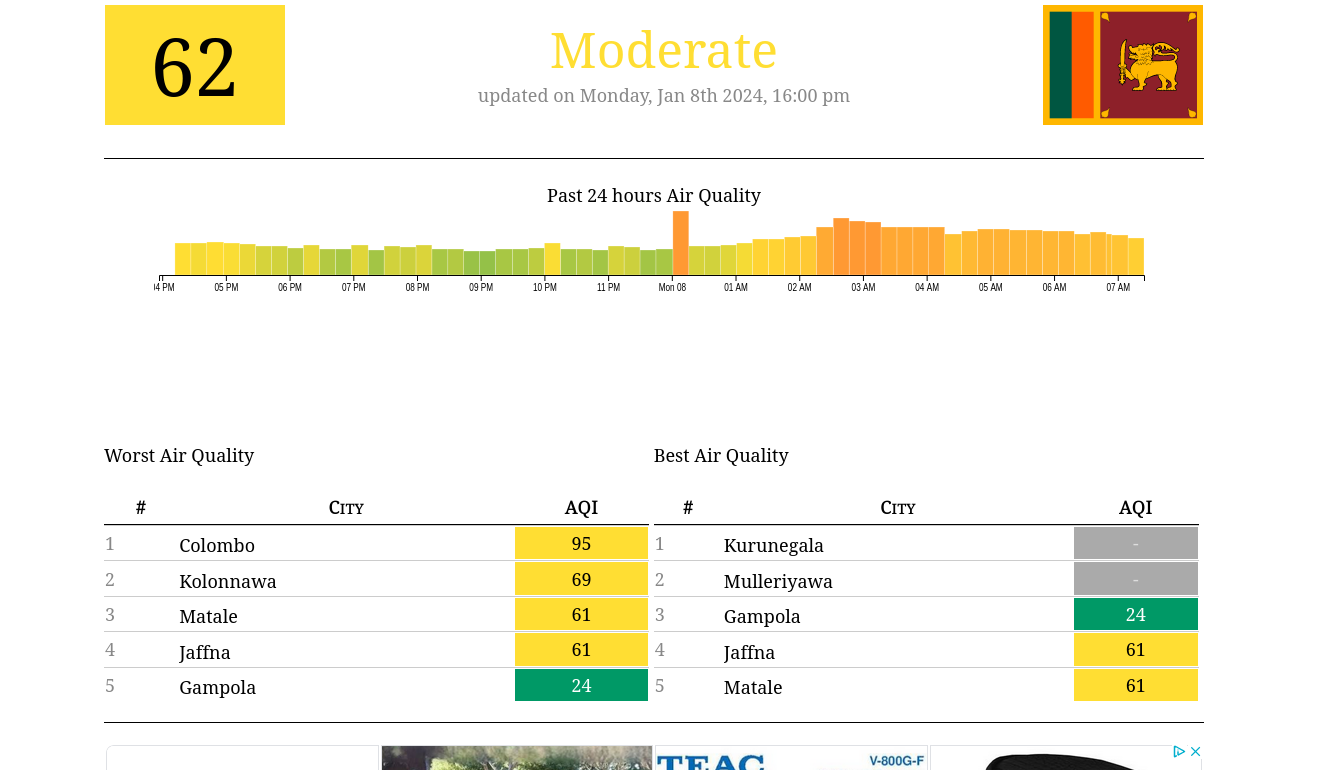 62
Moderate
updated on Monday, Jan 8th 2024, 16:00 pm
Past 24 hours Air Quality
4 PM 05 PM 06 PM 07 PM 08 PM 09 PM 10 PM 11 PM Mon 08 01 AM 02 AM 03 AM 04 AM 05 AM 06 AM 07 AM
Worst Air Quality
# City AQI
1 Colombo 95
2 Kolonnawa 69
3 Matale 61
4 Jaffna 61
5 Gampola 24
Best Air Quality
# City AQI
1 Kurunegala -
2 Mulleriyawa -
3 Gampola 24
4 Jaffna 61
5 Matale 61
TEAC
V-800G-F